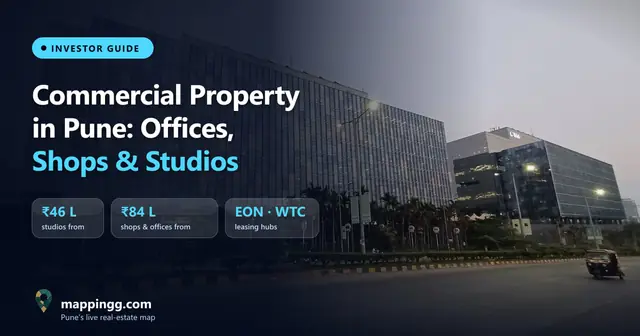 INVESTOR GUIDE
Commercial Property
in Pune: Offices,
Shops & Studios
₹46 L
studios from
₹84 L
shops & offices from
EON · WTC
leasing hubs
mappingg.com
Pune's live real-estate map